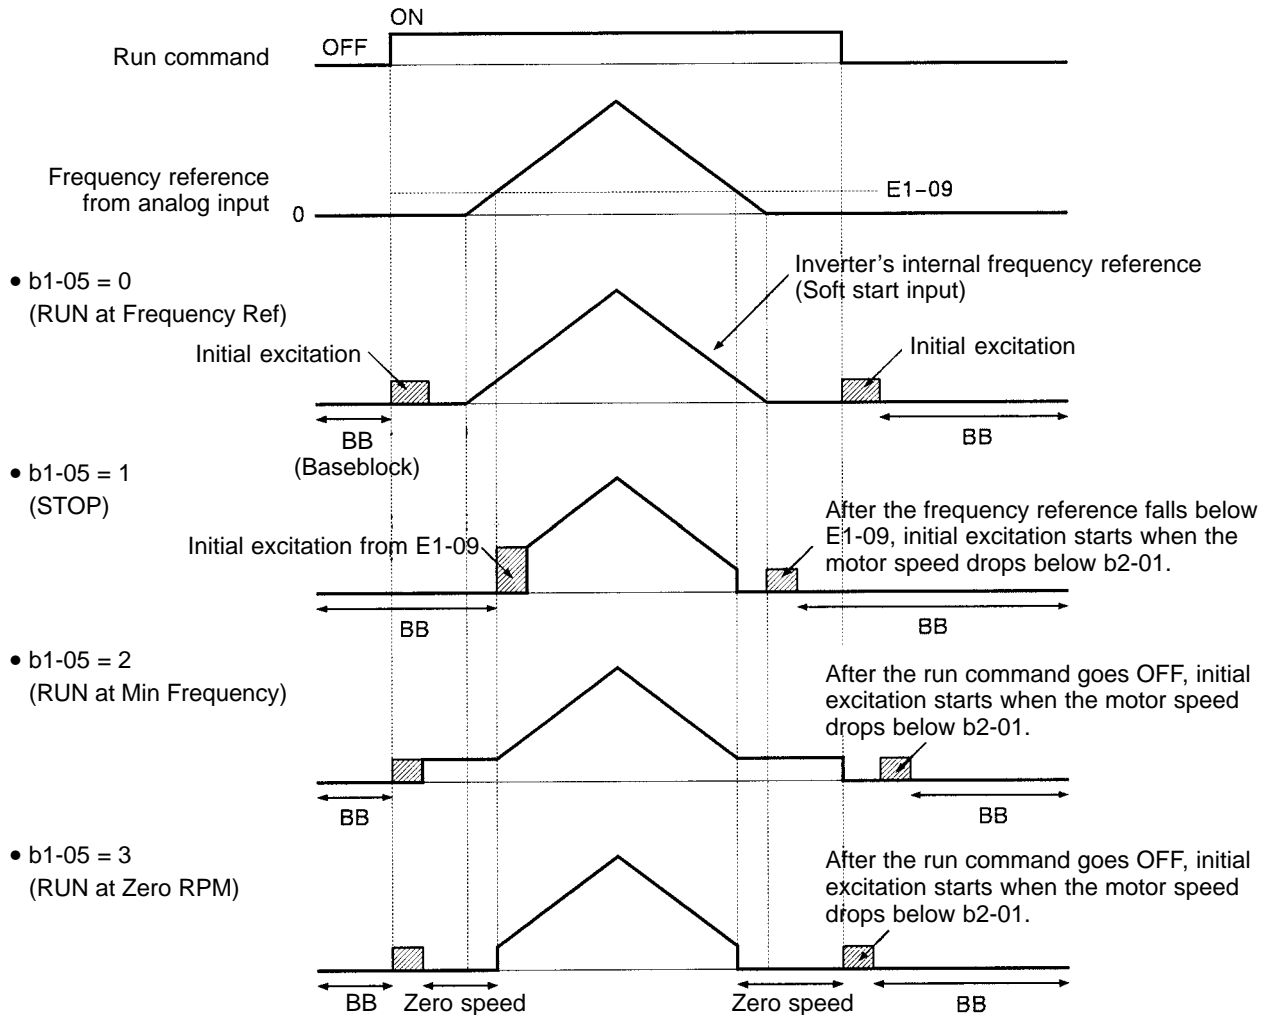 ON
OFF
Run command
Frequency reference
from analog input
0
E1-09
• b1-05 = 0
(RUN at Frequency Ref)
Inverter's internal frequency reference
(Soft start input)
Initial excitation
Initial excitation
BB
(Baseblock)
BB
• b1-05 = 1
(STOP)
Initial excitation from E1-09
After the frequency reference falls below
E1-09, initial excitation starts when the
motor speed drops below b2-01.
BB
BB
• b1-05 = 2
(RUN at Min Frequency)
After the run command goes OFF, initial
excitation starts when the motor speed
drops below b2-01.
BB
BB
• b1-05 = 3
(RUN at Zero RPM)
After the run command goes OFF, initial
excitation starts when the motor speed
drops below b2-01.
BB
Zero speed
Zero speed
BB